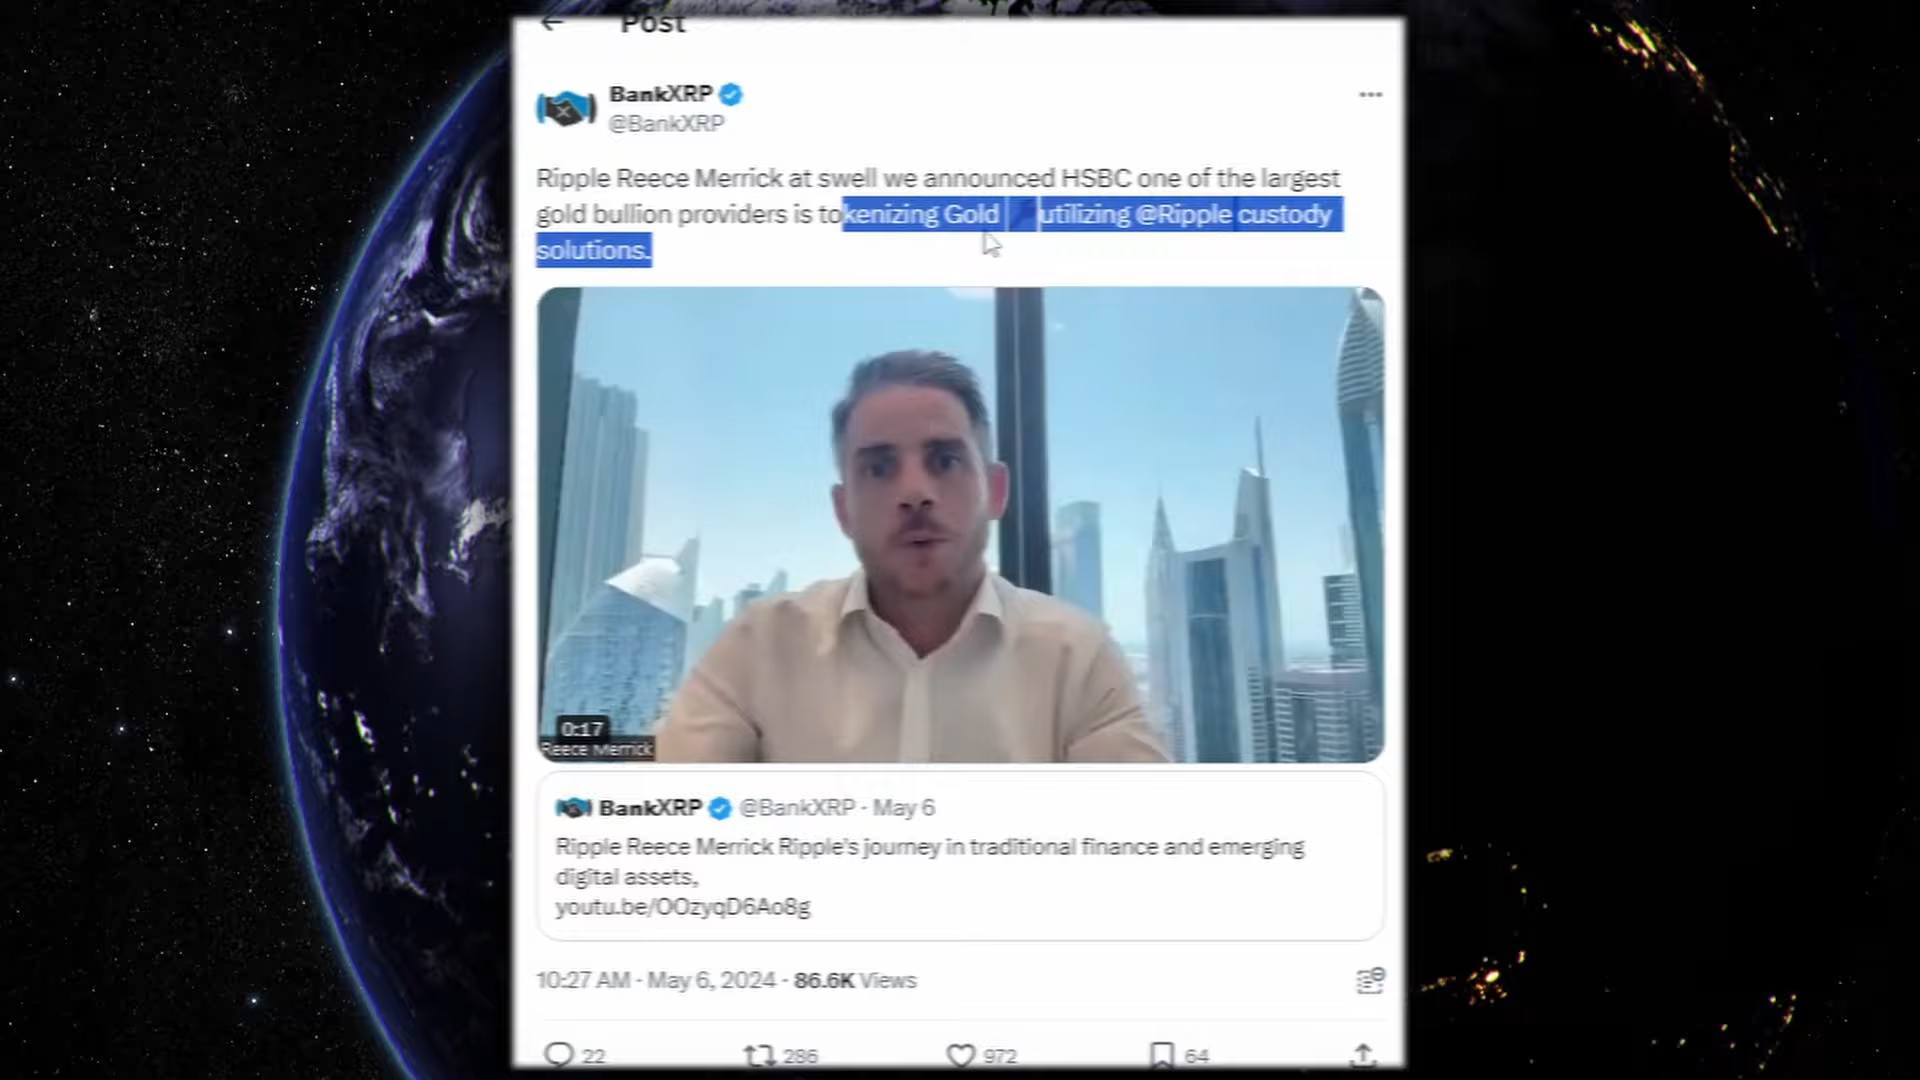 Post
BankXRP
@BankXRP
Ripple Reece Merrick at swell we announced HSBC one of the largest
gold bullion providers is tokenizing Gold utilizing @Ripple custody
solutions.
0:17
Reece Merrick
BankXRP @BankXRP · May 6
Ripple Reece Merrick Ripple's journey in traditional finance and emerging
digital assets,
youtu.be/OOzyqD6Ao8g
10:27 AM · May 6, 2024 · 86.6K Views
22 286 972 64